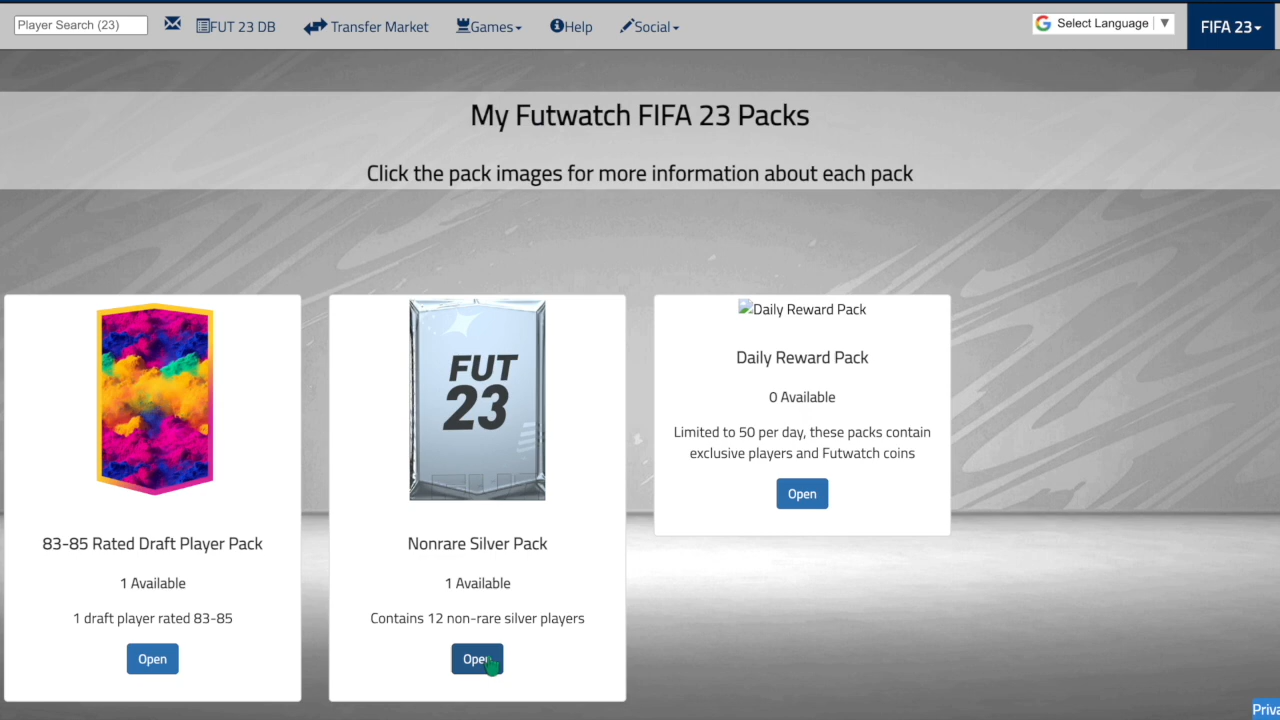 Player Search (23)
FUT 23 DB
Transfer Market
Games
Help
Social
Select Language
FIFA 23
My Futwatch FIFA 23 Packs
Click the pack images for more information about each pack
FUT
23
83-85 Rated Draft Player Pack
1 Available
1 draft player rated 83-85
Open
Nonrare Silver Pack
1 Available
Contains 12 non-rare silver players
Open
Daily Reward Pack
Daily Reward Pack
0 Available
Limited to 50 per day, these packs contain
exclusive players and Futwatch coins
Open